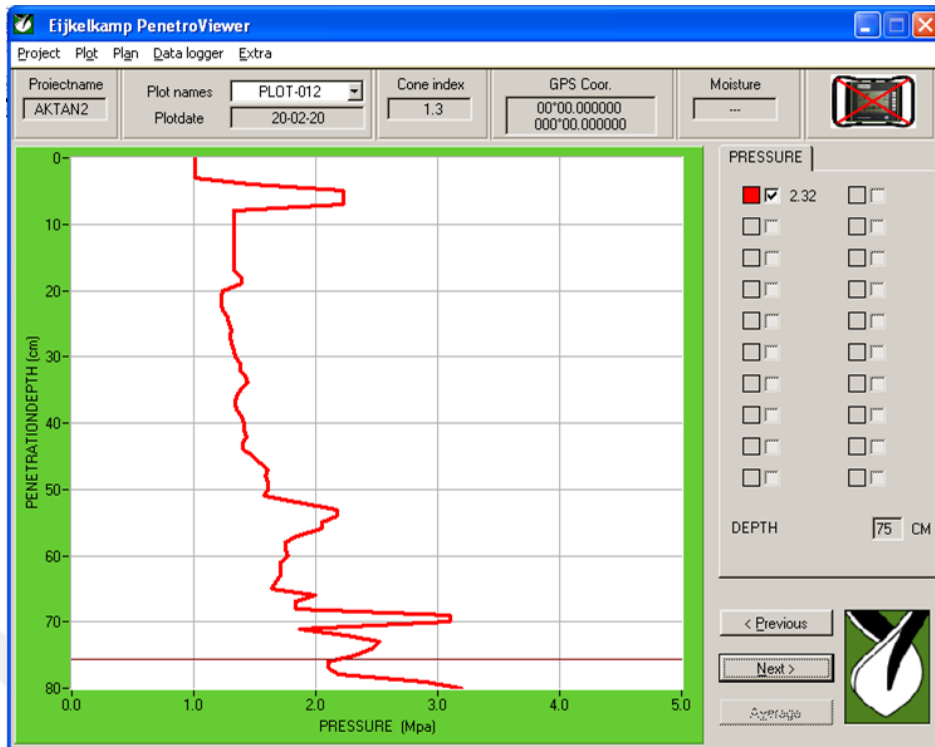 Eijkelkamp PenetroViewer
Project Plot Plan Data logger Extra
Projectname
AKTAN2
Plot names PLOT-012
Plotdate 20-02-20
Cone index
1.3
GPS Coor.
00°00.000000
000°00.000000
Moisture
---
PRESSURE
2.32
DEPTH 75 CM
< Previous
Next >
Average
PENETRATIONDEPTH (cm)
0
10
20
30
40
50
60
70
80
0.0 1.0 2.0 3.0 4.0 5.0
PRESSURE (Mpa)